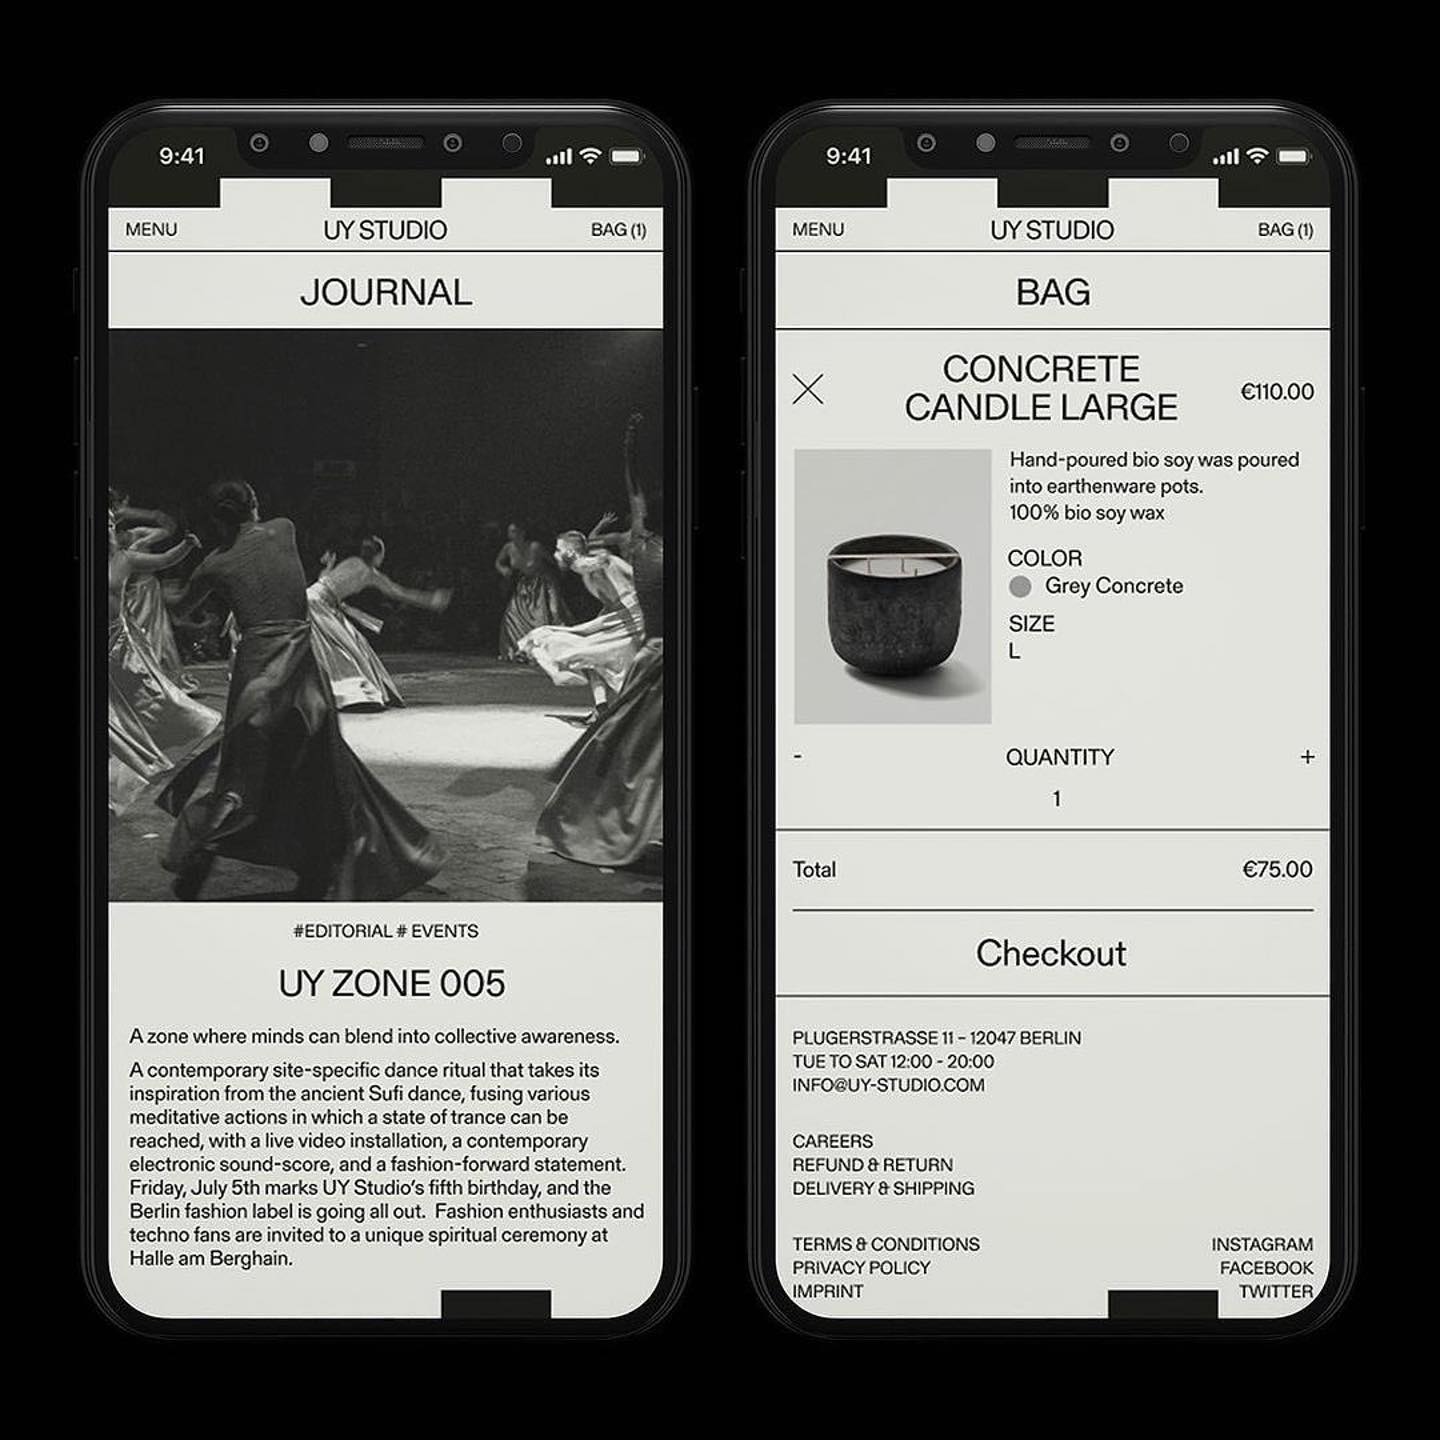 9:41
MENU
UY STUDIO
BAG (1)
JOURNAL
#EDITORIAL # EVENTS
UY ZONE 005
A zone where minds can blend into collective awareness.
A contemporary site-specific dance ritual that takes its
inspiration from the ancient Sufi dance, fusing various
meditative actions in which a state of trance can be
reached, with a live video installation, a contemporary
electronic sound-score, and a fashion-forward statement.
Friday, July 5th marks UY Studio's fifth birthday, and the
Berlin fashion label is going all out.  Fashion enthusiasts and
techno fans are invited to a unique spiritual ceremony at
Halle am Berghain.
9:41
MENU
UY STUDIO
BAG (1)
BAG
CONCRETE
CANDLE LARGE
€110.00
Hand-poured bio soy was poured
into earthenware pots.
100% bio soy wax
COLOR
Grey Concrete
SIZE
L
- QUANTITY +
1
Total €75.00
Checkout
PLUGERSTRASSE 11 – 12047 BERLIN
TUE TO SAT 12:00 - 20:00
INFO@UY-STUDIO.COM
CAREERS
REFUND & RETURN
DELIVERY & SHIPPING
TERMS & CONDITIONS
PRIVACY POLICY
IMPRINT
INSTAGRAM
FACEBOOK
TWITTER